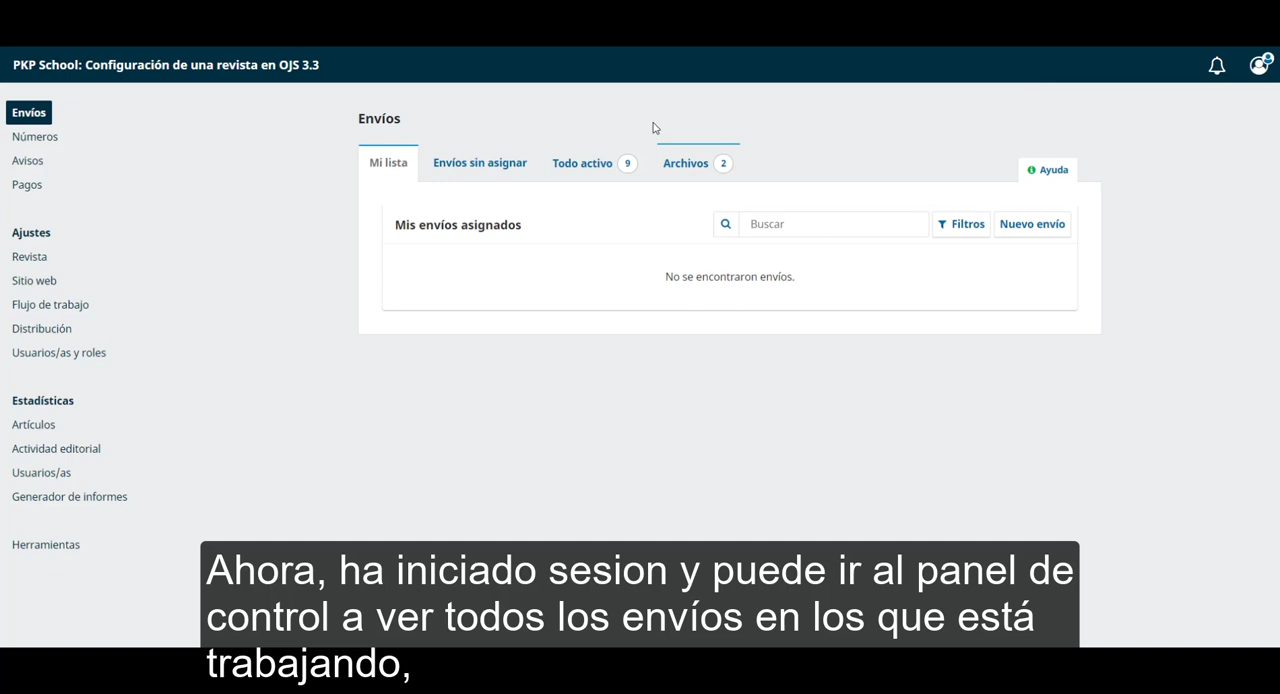 PKP School: Configuración de una revista en OJS 3.3
Envíos
Números
Avisos
Pagos
Ajustes
Revista
Sitio web
Flujo de trabajo
Distribución
Usuarios/as y roles
Estadísticas
Artículos
Actividad editorial
Usuarios/as
Generador de informes
Herramientas
Envíos
Mi lista
Envíos sin asignar
Todo activo 9
Archivos 2
Ayuda
Mis envíos asignados
Buscar
Filtros
Nuevo envío
No se encontraron envíos.
Ahora, ha iniciado sesion y puede ir al panel de
control a ver todos los envíos en los que está
trabajando,